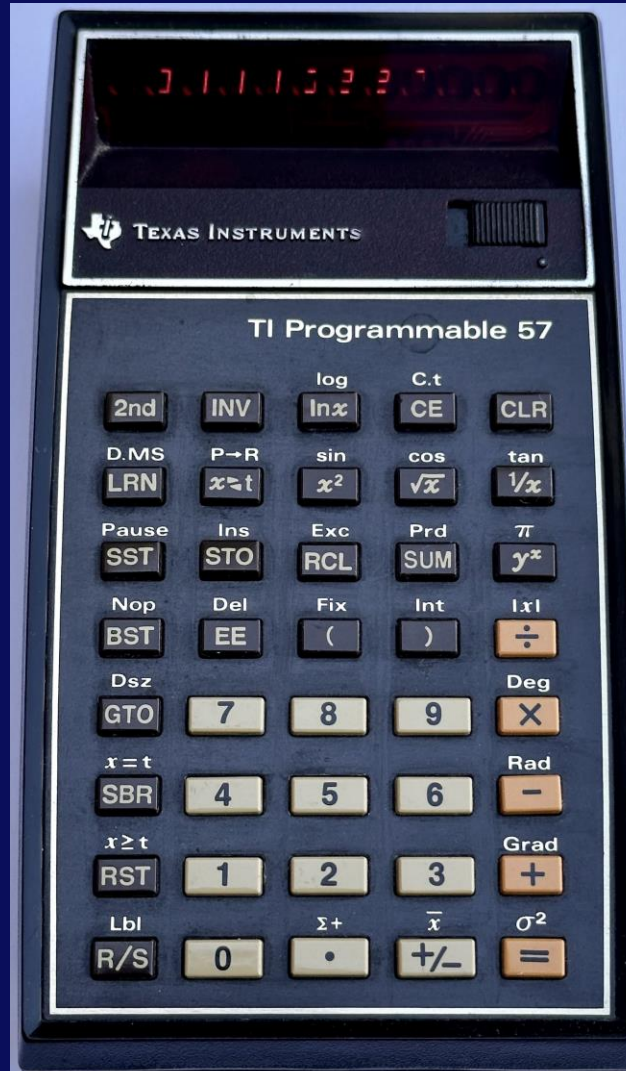 TEXAS INSTRUMENTS
TI Programmable 57
log C.t
2nd INV lnx CE CLR
D.MS P→R sin cos tan
LRN x⇄t x² √x 1/x
Pause Ins Exc Prd π
SST STO RCL SUM yˣ
Nop Del Fix Int |x|
BST EE ( ) ÷
Dsz Deg
GTO 7 8 9 ×
x=t Rad
SBR 4 5 6 −
x≥t Grad
RST 1 2 3 +
Lbl Σ+ x̅ σ²
R/S 0 . +/− =